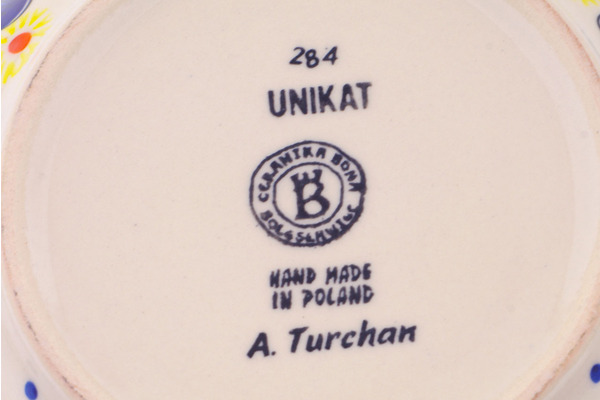 284
UNIKAT
CERAMIKA BONA
B
BOLESŁAWIEC
HAND MADE
IN POLAND
A. Turchan